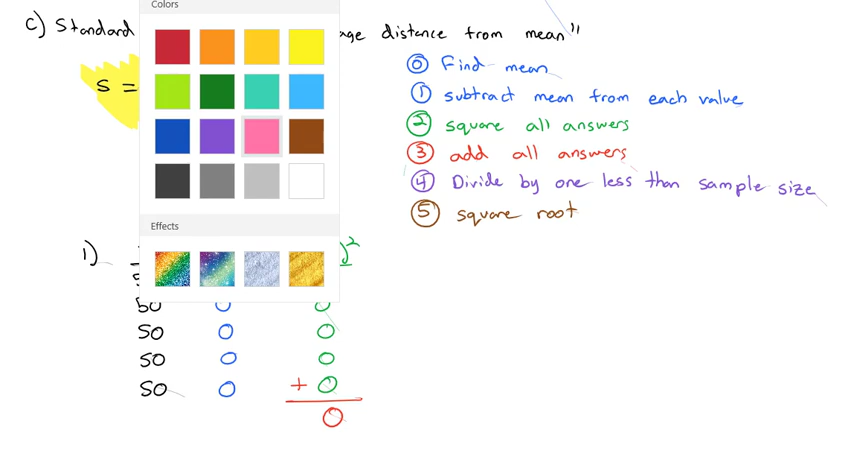 Colors
c) Standard age distance from mean"
s =
⓪ Find mean
① subtract mean from each value
② square all answers
③ add all answers
④ Divide by one less than sample size
⑤ square root
Effects
1) )²
50 0 0
50 0 0
50 0 0
50 0 + 0
0